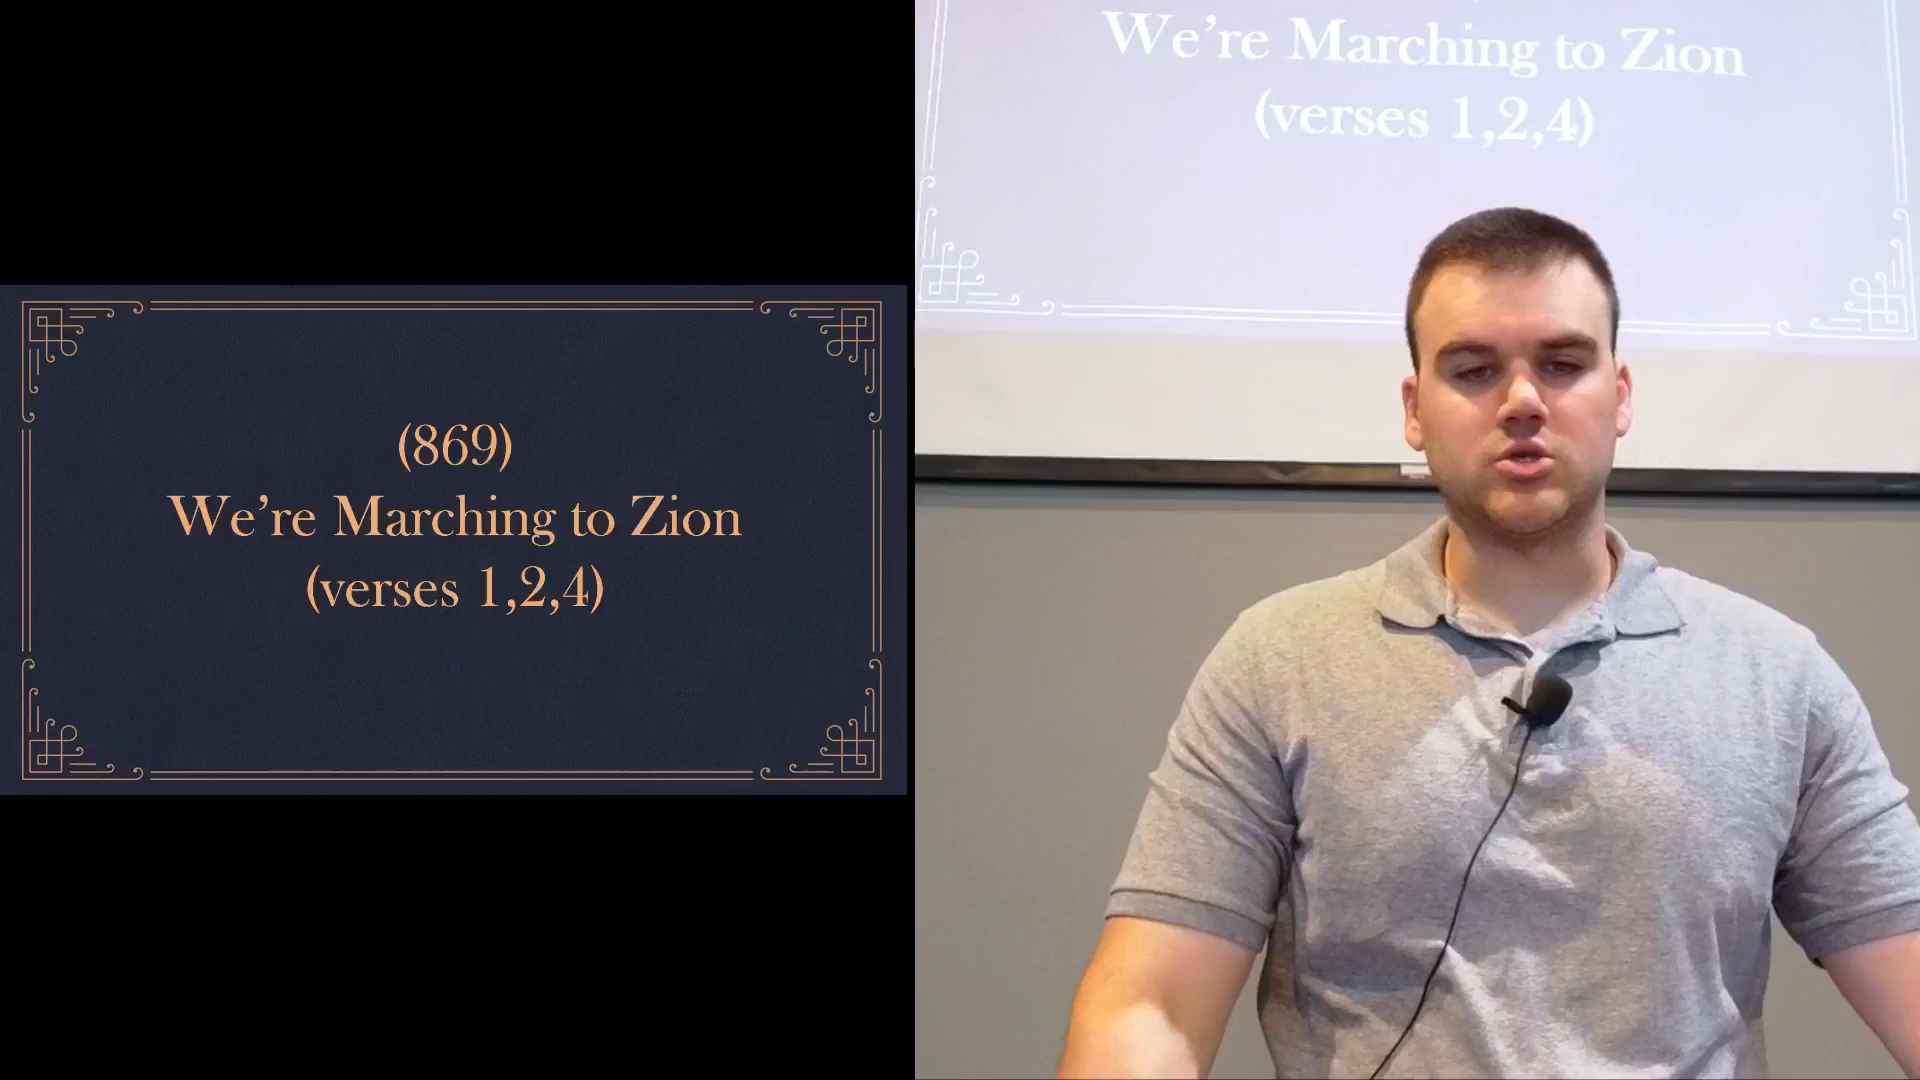 (869)
We're Marching to Zion
(verses 1,2,4)
We're Marching to Zion
(verses 1,2,4)